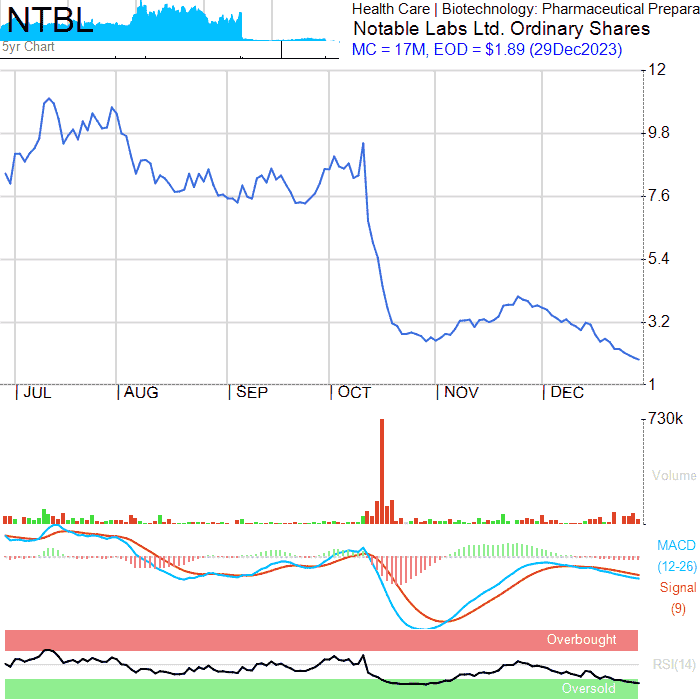 NTBL
5yr Chart
Health Care | Biotechnology: Pharmaceutical Prepara
Notable Labs Ltd. Ordinary Shares
MC = 17M, EOD = $1.89 (29Dec2023)
12
9.8
7.6
5.4
3.2
1
JUL AUG SEP OCT NOV DEC
730k
Volume
MACD
(12-26)
Signal
(9)
Overbought
RSI(14)
Oversold